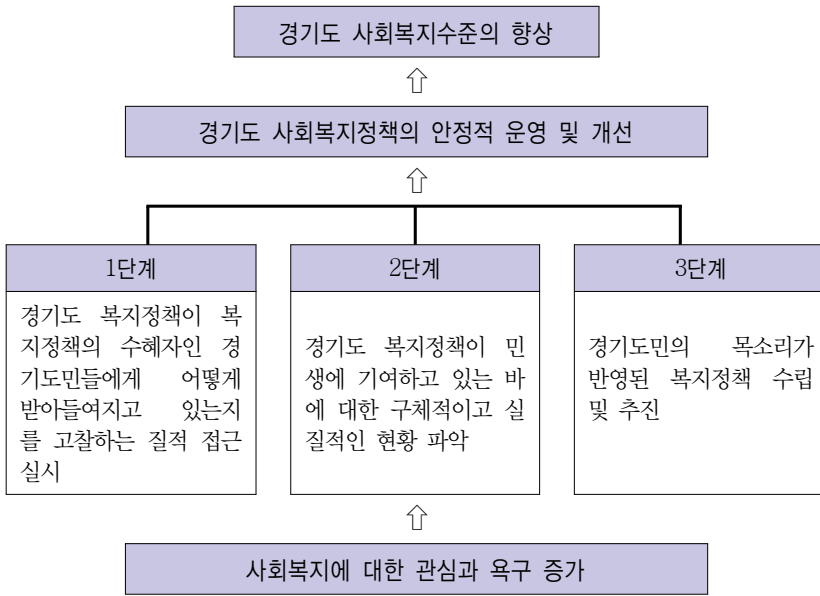 경기도 사회복지수준의 향상
⇧
경기도 사회복지정책의 안정적 운영 및 개선
⇧
1단계
경기도 복지정책이 복
지정책의 수혜자인 경
기도민들에게 어떻게
받아들여지고 있는지
를 고찰하는 질적 접근
실시
2단계
경기도 복지정책이 민
생에 기여하고 있는 바
에 대한 구체적이고 실
질적인 현황 파악
3단계
경기도민의 목소리가
반영된 복지정책 수립
및 추진
⇧
사회복지에 대한 관심과 욕구 증가